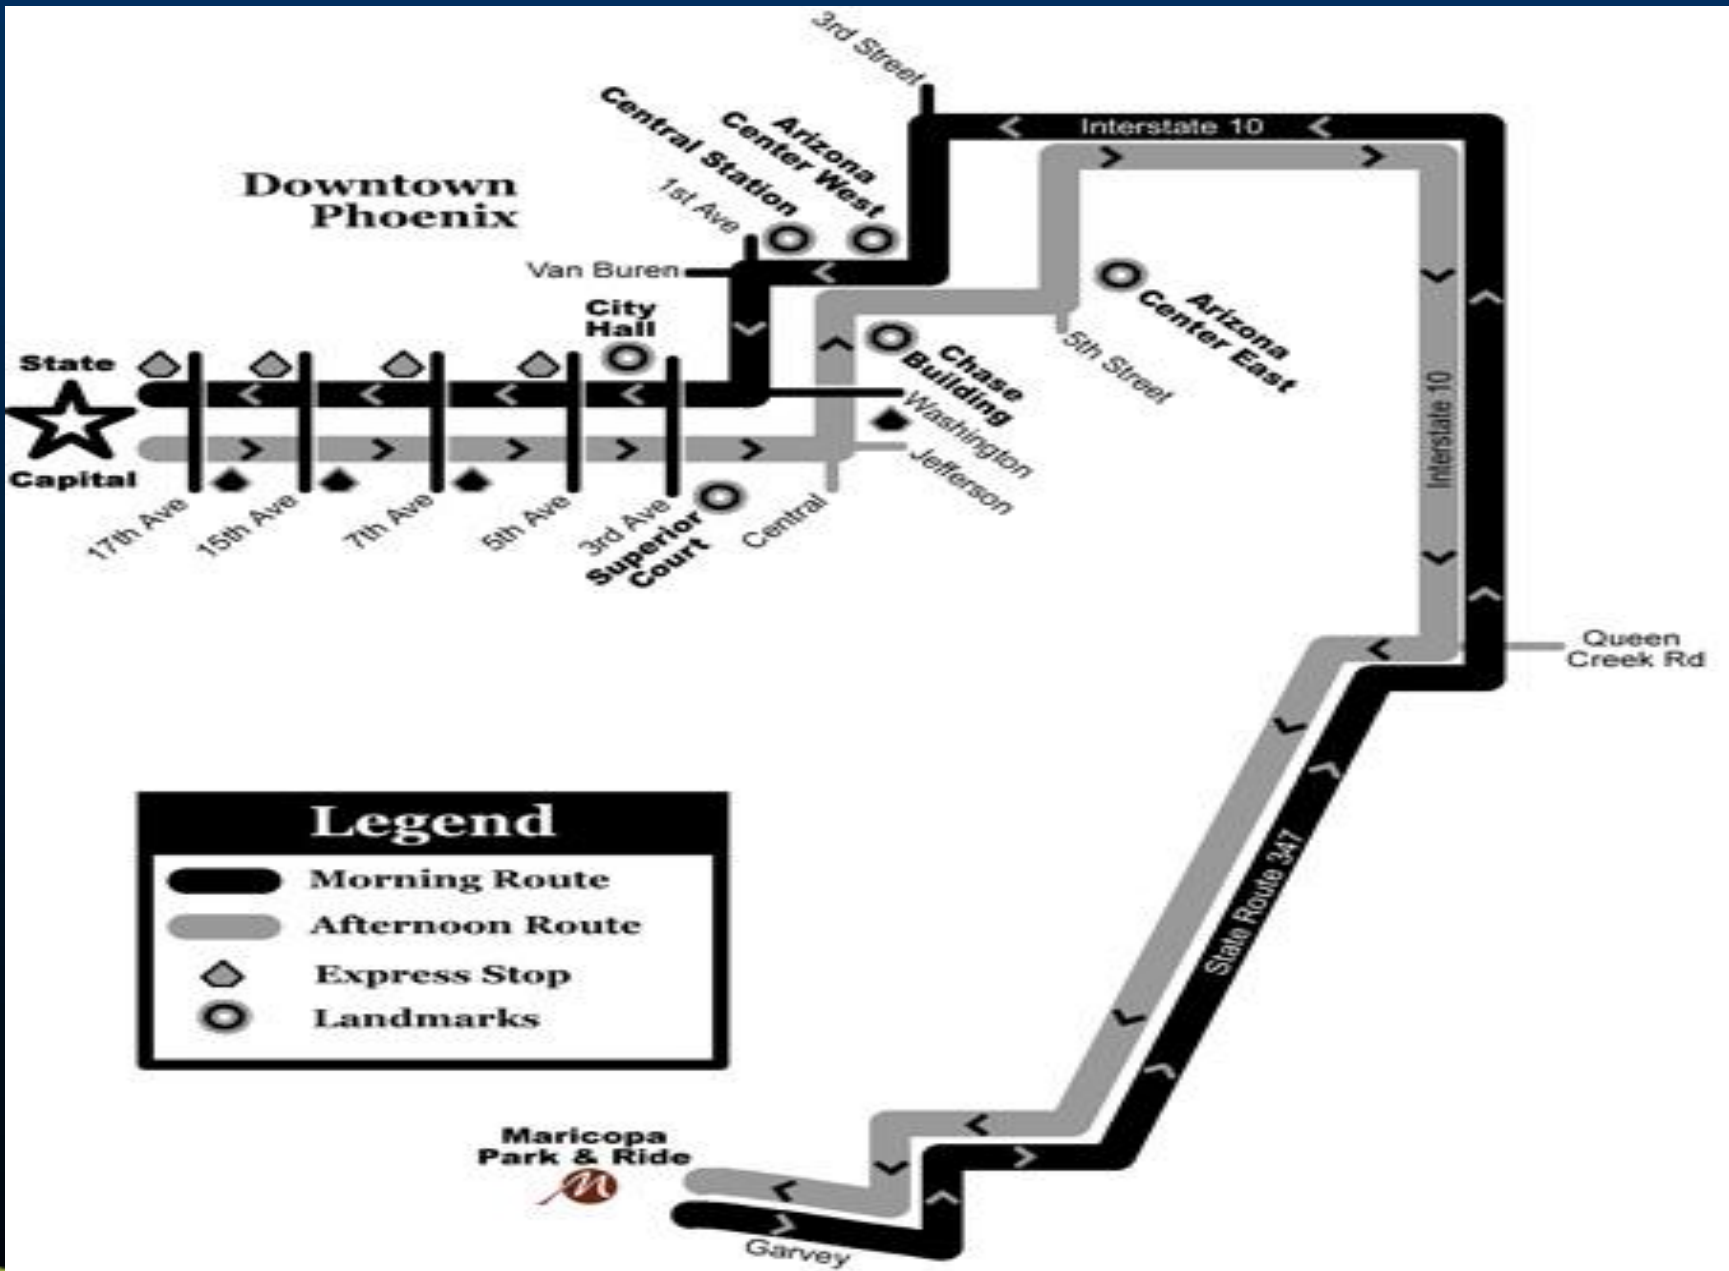 3rd Street
Interstate 10
Central Station
Arizona
Center West
1st Ave
Downtown
Phoenix
Van Buren
City
Hall
Arizona
Center East
5th Street
Chase
Building
Washington
Jefferson
State
Capital
17th Ave
15th Ave
7th Ave
5th Ave
3rd Ave
Superior
Court
Central
Interstate 10
Queen
Creek Rd
State Route 347
Legend
Morning Route
Afternoon Route
Express Stop
Landmarks
Maricopa
Park & Ride
M
Garvey